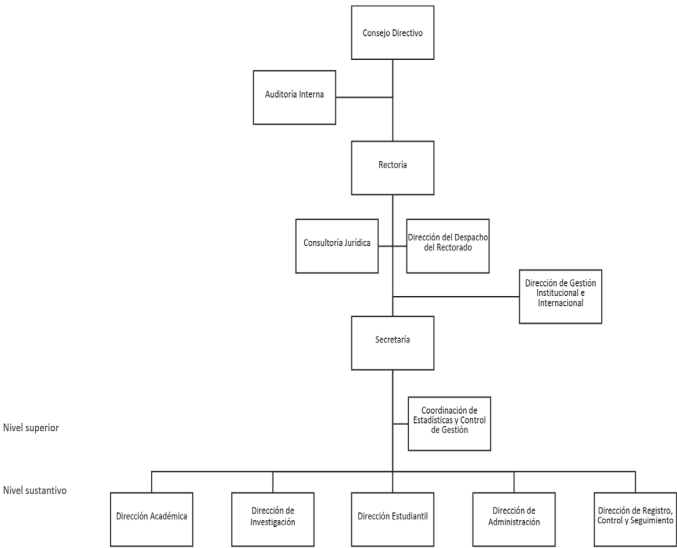 Consejo Directivo
Auditoría Interna
Rectoría
Consultoría Jurídica
Dirección del Despacho
del Rectorado
Dirección de Gestión
Institucional e
Internacional
Secretaría
Coordinación de
Estadísticas y Control
de Gestión
Nivel superior
Nivel sustantivo
Dirección Académica
Dirección de
Investigación
Dirección Estudiantil
Dirección de
Administración
Dirección de Registro,
Control y Seguimiento